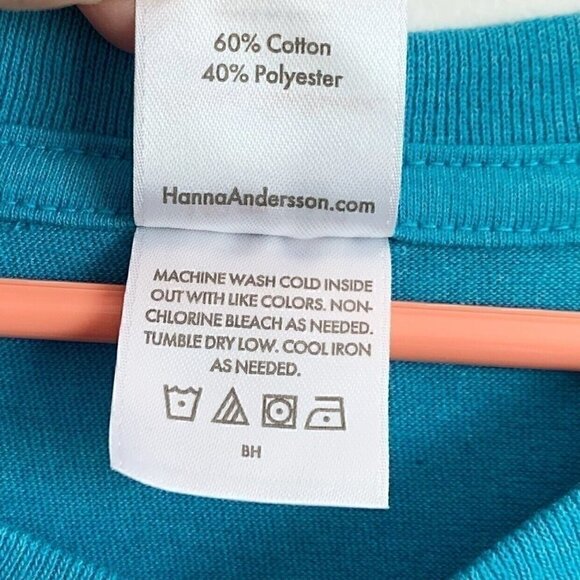 60% Cotton
40% Polyester
HannaAndersson.com
MACHINE WASH COLD INSIDE
OUT WITH LIKE COLORS. NON-
CHLORINE BLEACH AS NEEDED.
TUMBLE DRY LOW. COOL IRON
AS NEEDED.
BH